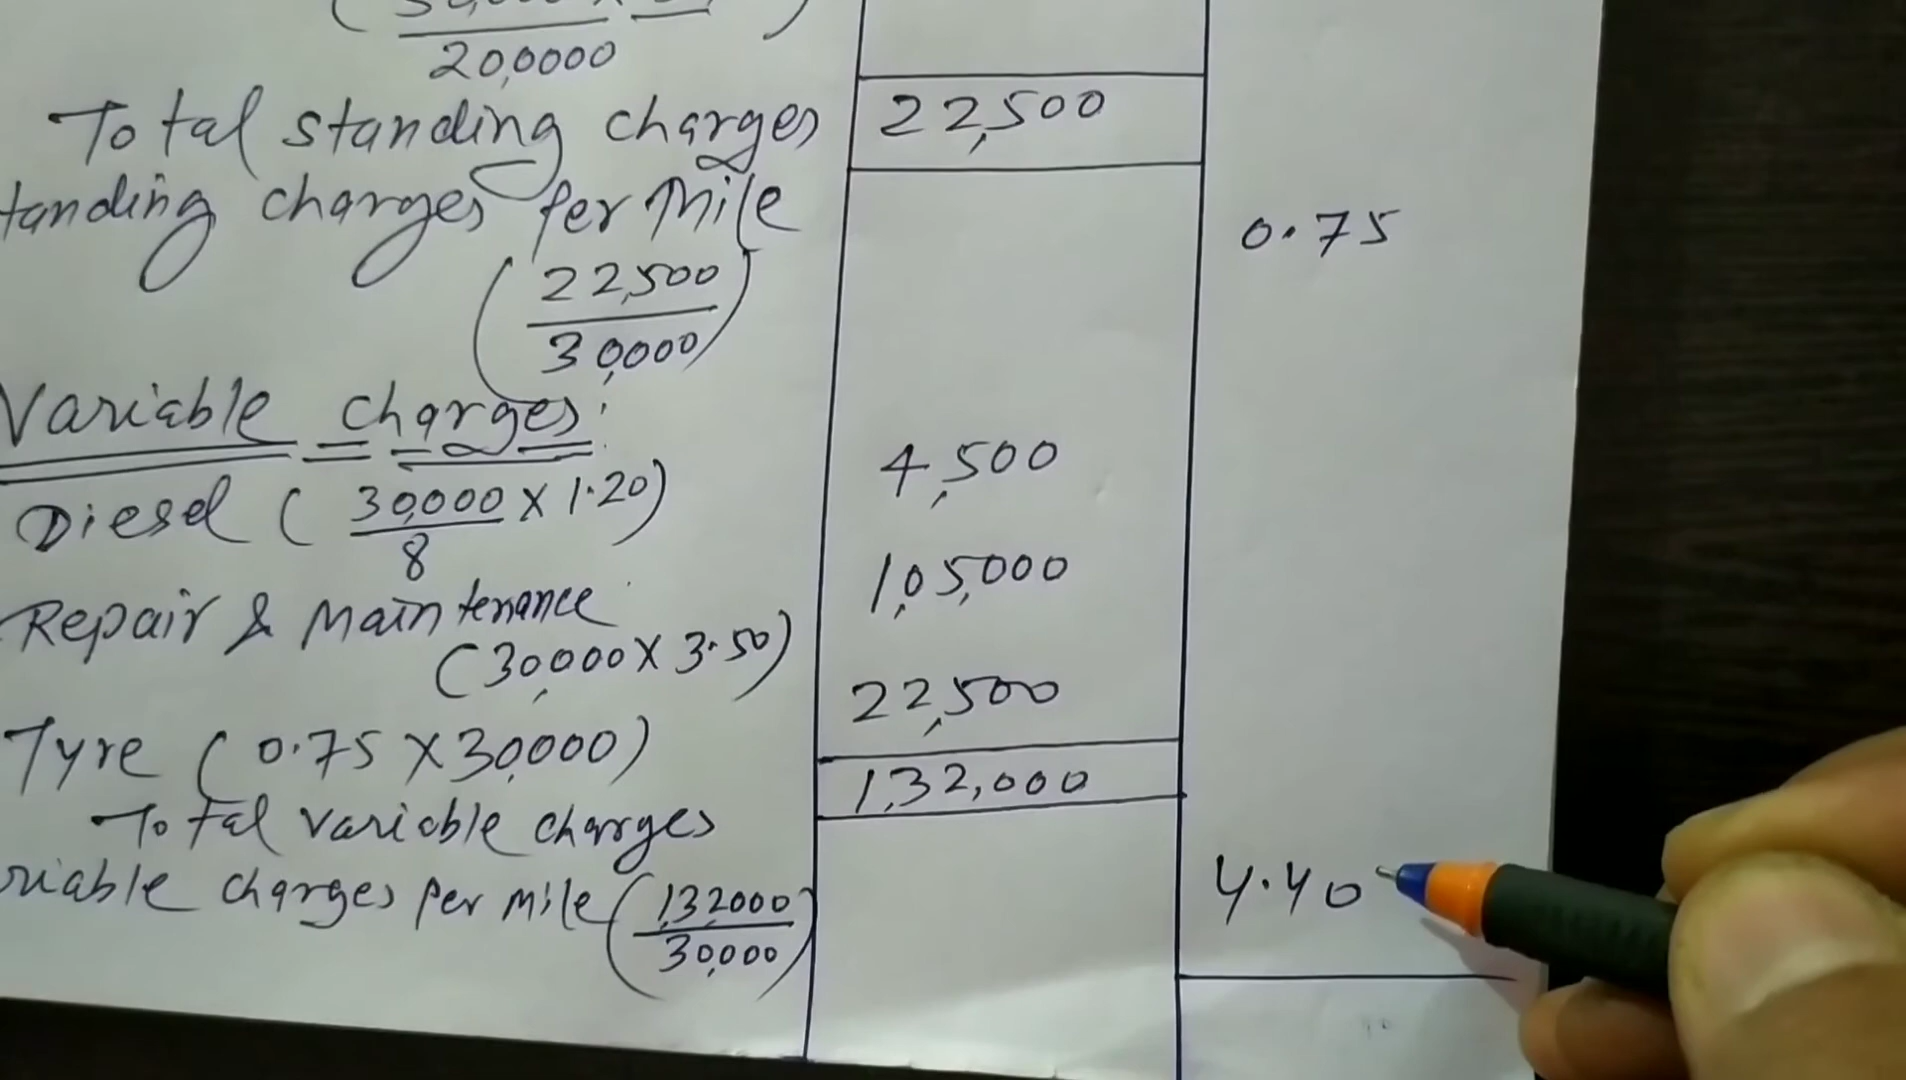 20,0000
Total standing charges 22,500
tanding charges per mile 0.75
(22,500
30,000)
Variable charges:
4,500
Diesel (30,000 X 1.20)
8
Repair & Maintenance 1,05,000
(30,000 X 3.50)
22,500
Tyre (0.75 X 30,000)
1,32,000
Total variable charges
riable charges per mile (1,32,000 4.40
30,000)